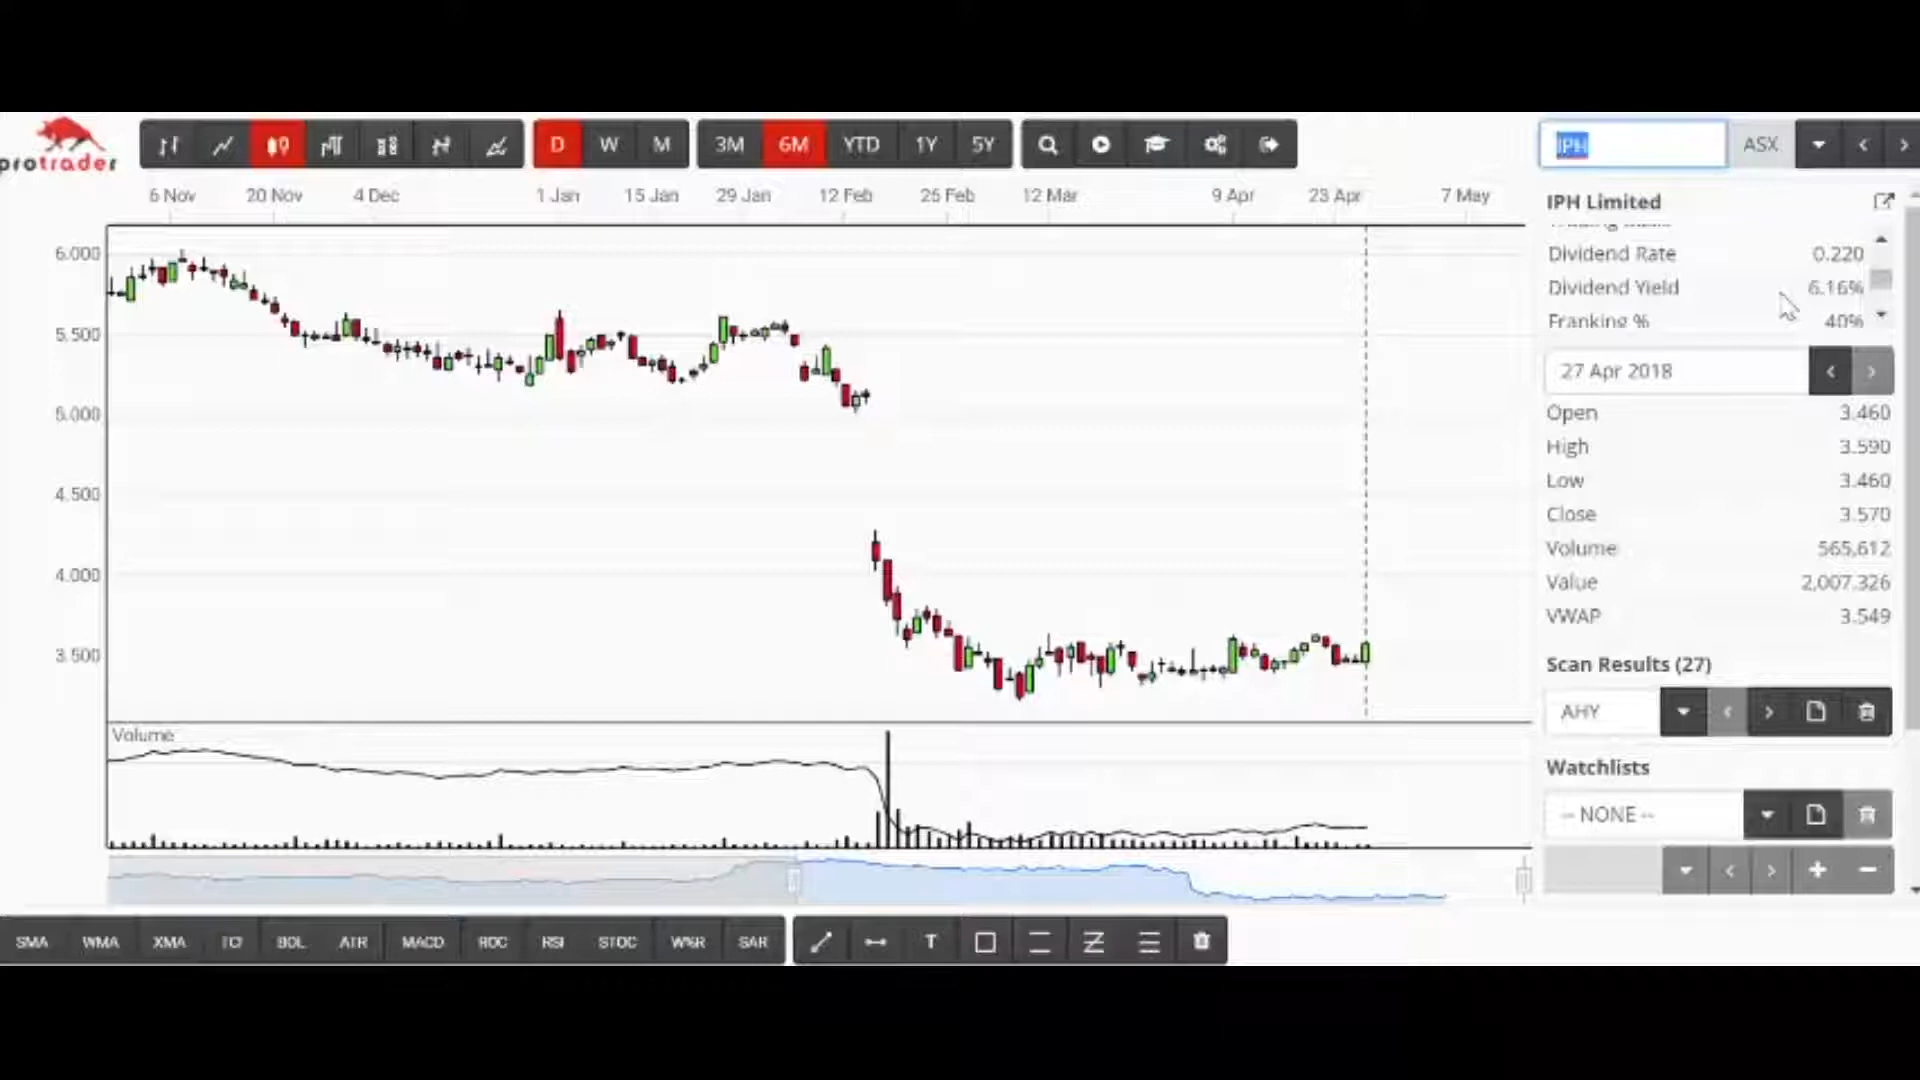 protrader
D W M 3M 6M YTD 1Y 5Y
IPH ASX
6 Nov 20 Nov 4 Dec 1 Jan 15 Jan 29 Jan 12 Feb 25 Feb 12 Mar 9 Apr 23 Apr 7 May
IPH Limited
Dividend Rate 0.220
Dividend Yield 6.16%
Franking % 40%
27 Apr 2018
Open 3.460
High 3.590
Low 3.460
Close 3.570
Volume 565,612
Value 2,007,326
VWAP 3.549
Scan Results (27)
AHY
Watchlists
-- NONE --
6.000
5.500
5.000
4.500
4.000
3.500
Volume
SMA WMA XMA BOL ATR MACD ROC RSI STOC W%R SAR T